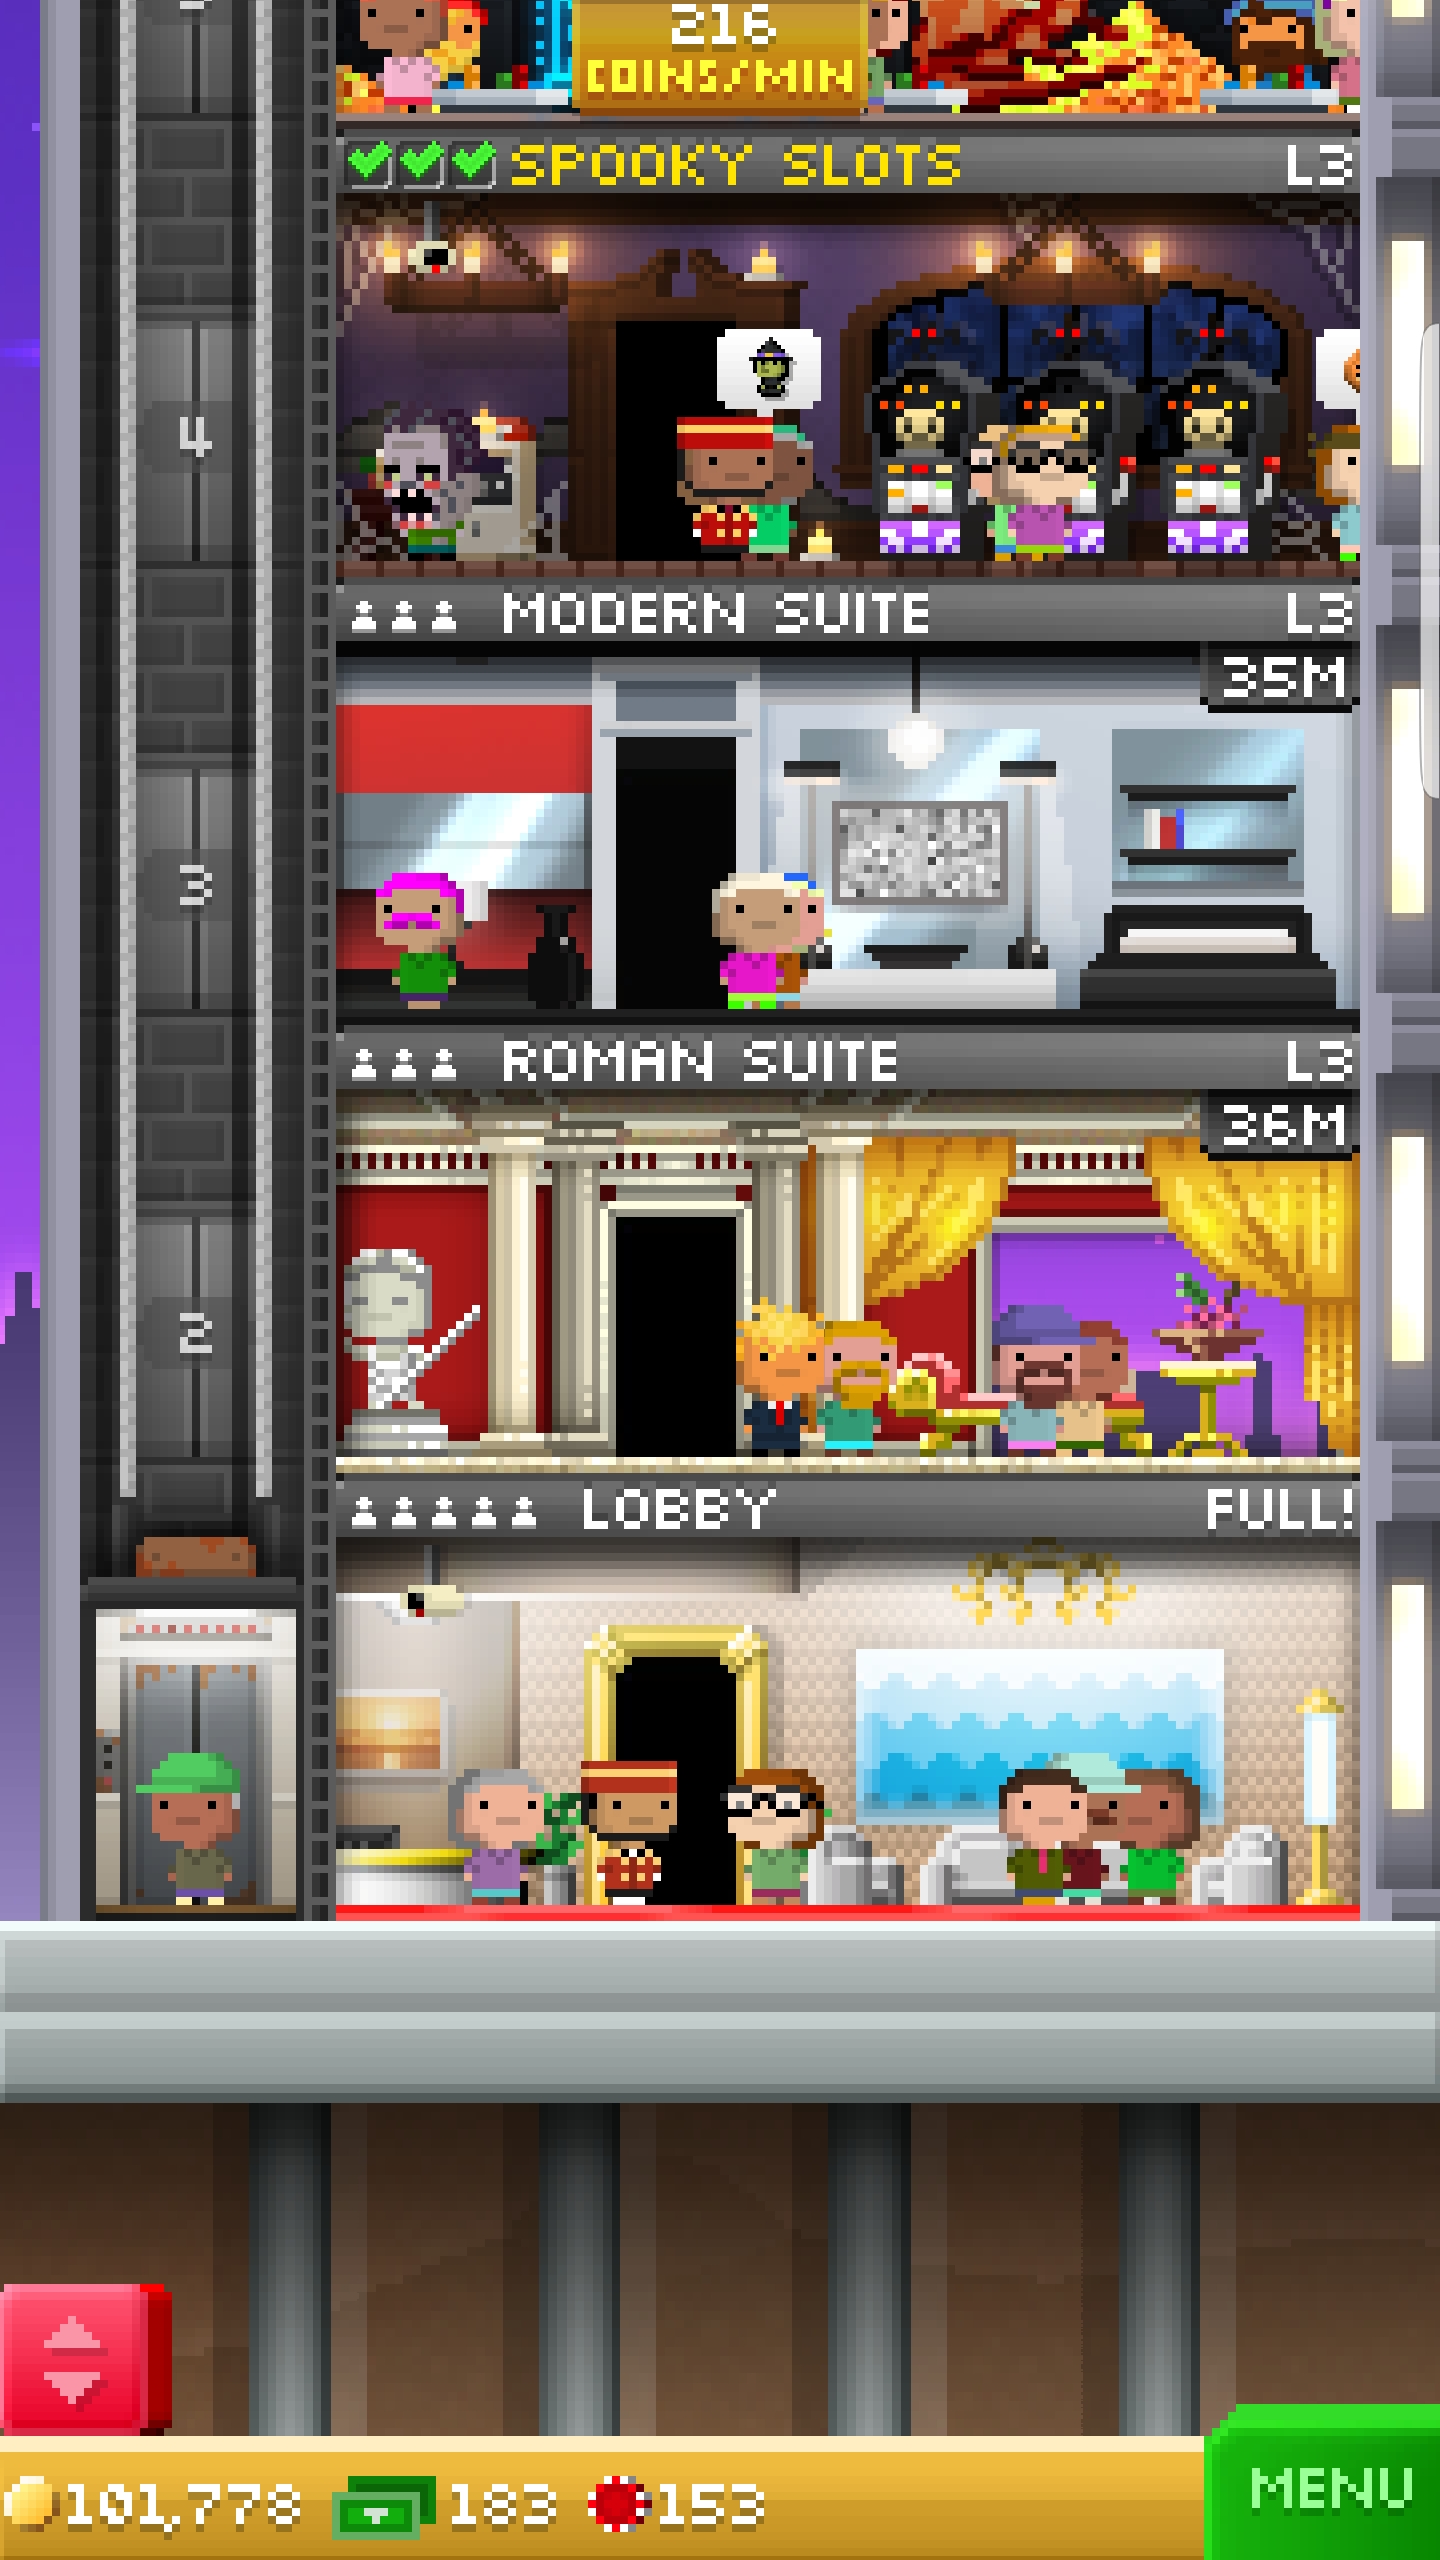 216
COINS/MIN
SPOOKY SLOTS L3
4
MODERN SUITE L3
35M
3
ROMAN SUITE L3
36M
2
LOBBY FULL!
101,778 183 153
MENU